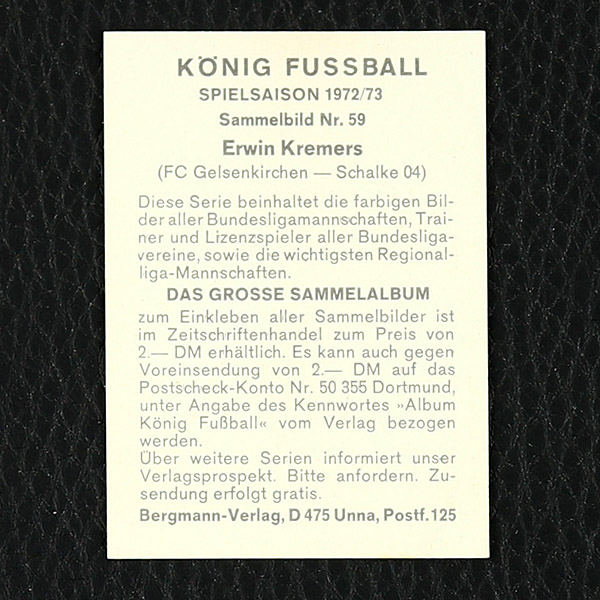 KÖNIG FUSSBALL
SPIELSAISON 1972/73
Sammelbild Nr. 59
Erwin Kremers
(FC Gelsenkirchen — Schalke 04)
Diese Serie beinhaltet die farbigen Bil-
der aller Bundesligamannschaften, Trai-
ner und Lizenzspieler aller Bundesliga-
vereine, sowie die wichtigsten Regional-
liga-Mannschaften.
DAS GROSSE SAMMELALBUM
zum Einkleben aller Sammelbilder ist
im Zeitschriftenhandel zum Preis von
2.— DM erhältlich. Es kann auch gegen
Voreinsendung von 2.— DM auf das
Postscheck-Konto Nr. 50 355 Dortmund,
unter Angabe des Kennwortes »Album
König Fußball« vom Verlag bezogen
werden.
Über weitere Serien informiert unser
Verlagsprospekt. Bitte anfordern. Zu-
sendung erfolgt gratis.
Bergmann-Verlag, D 475 Unna, Postf. 125